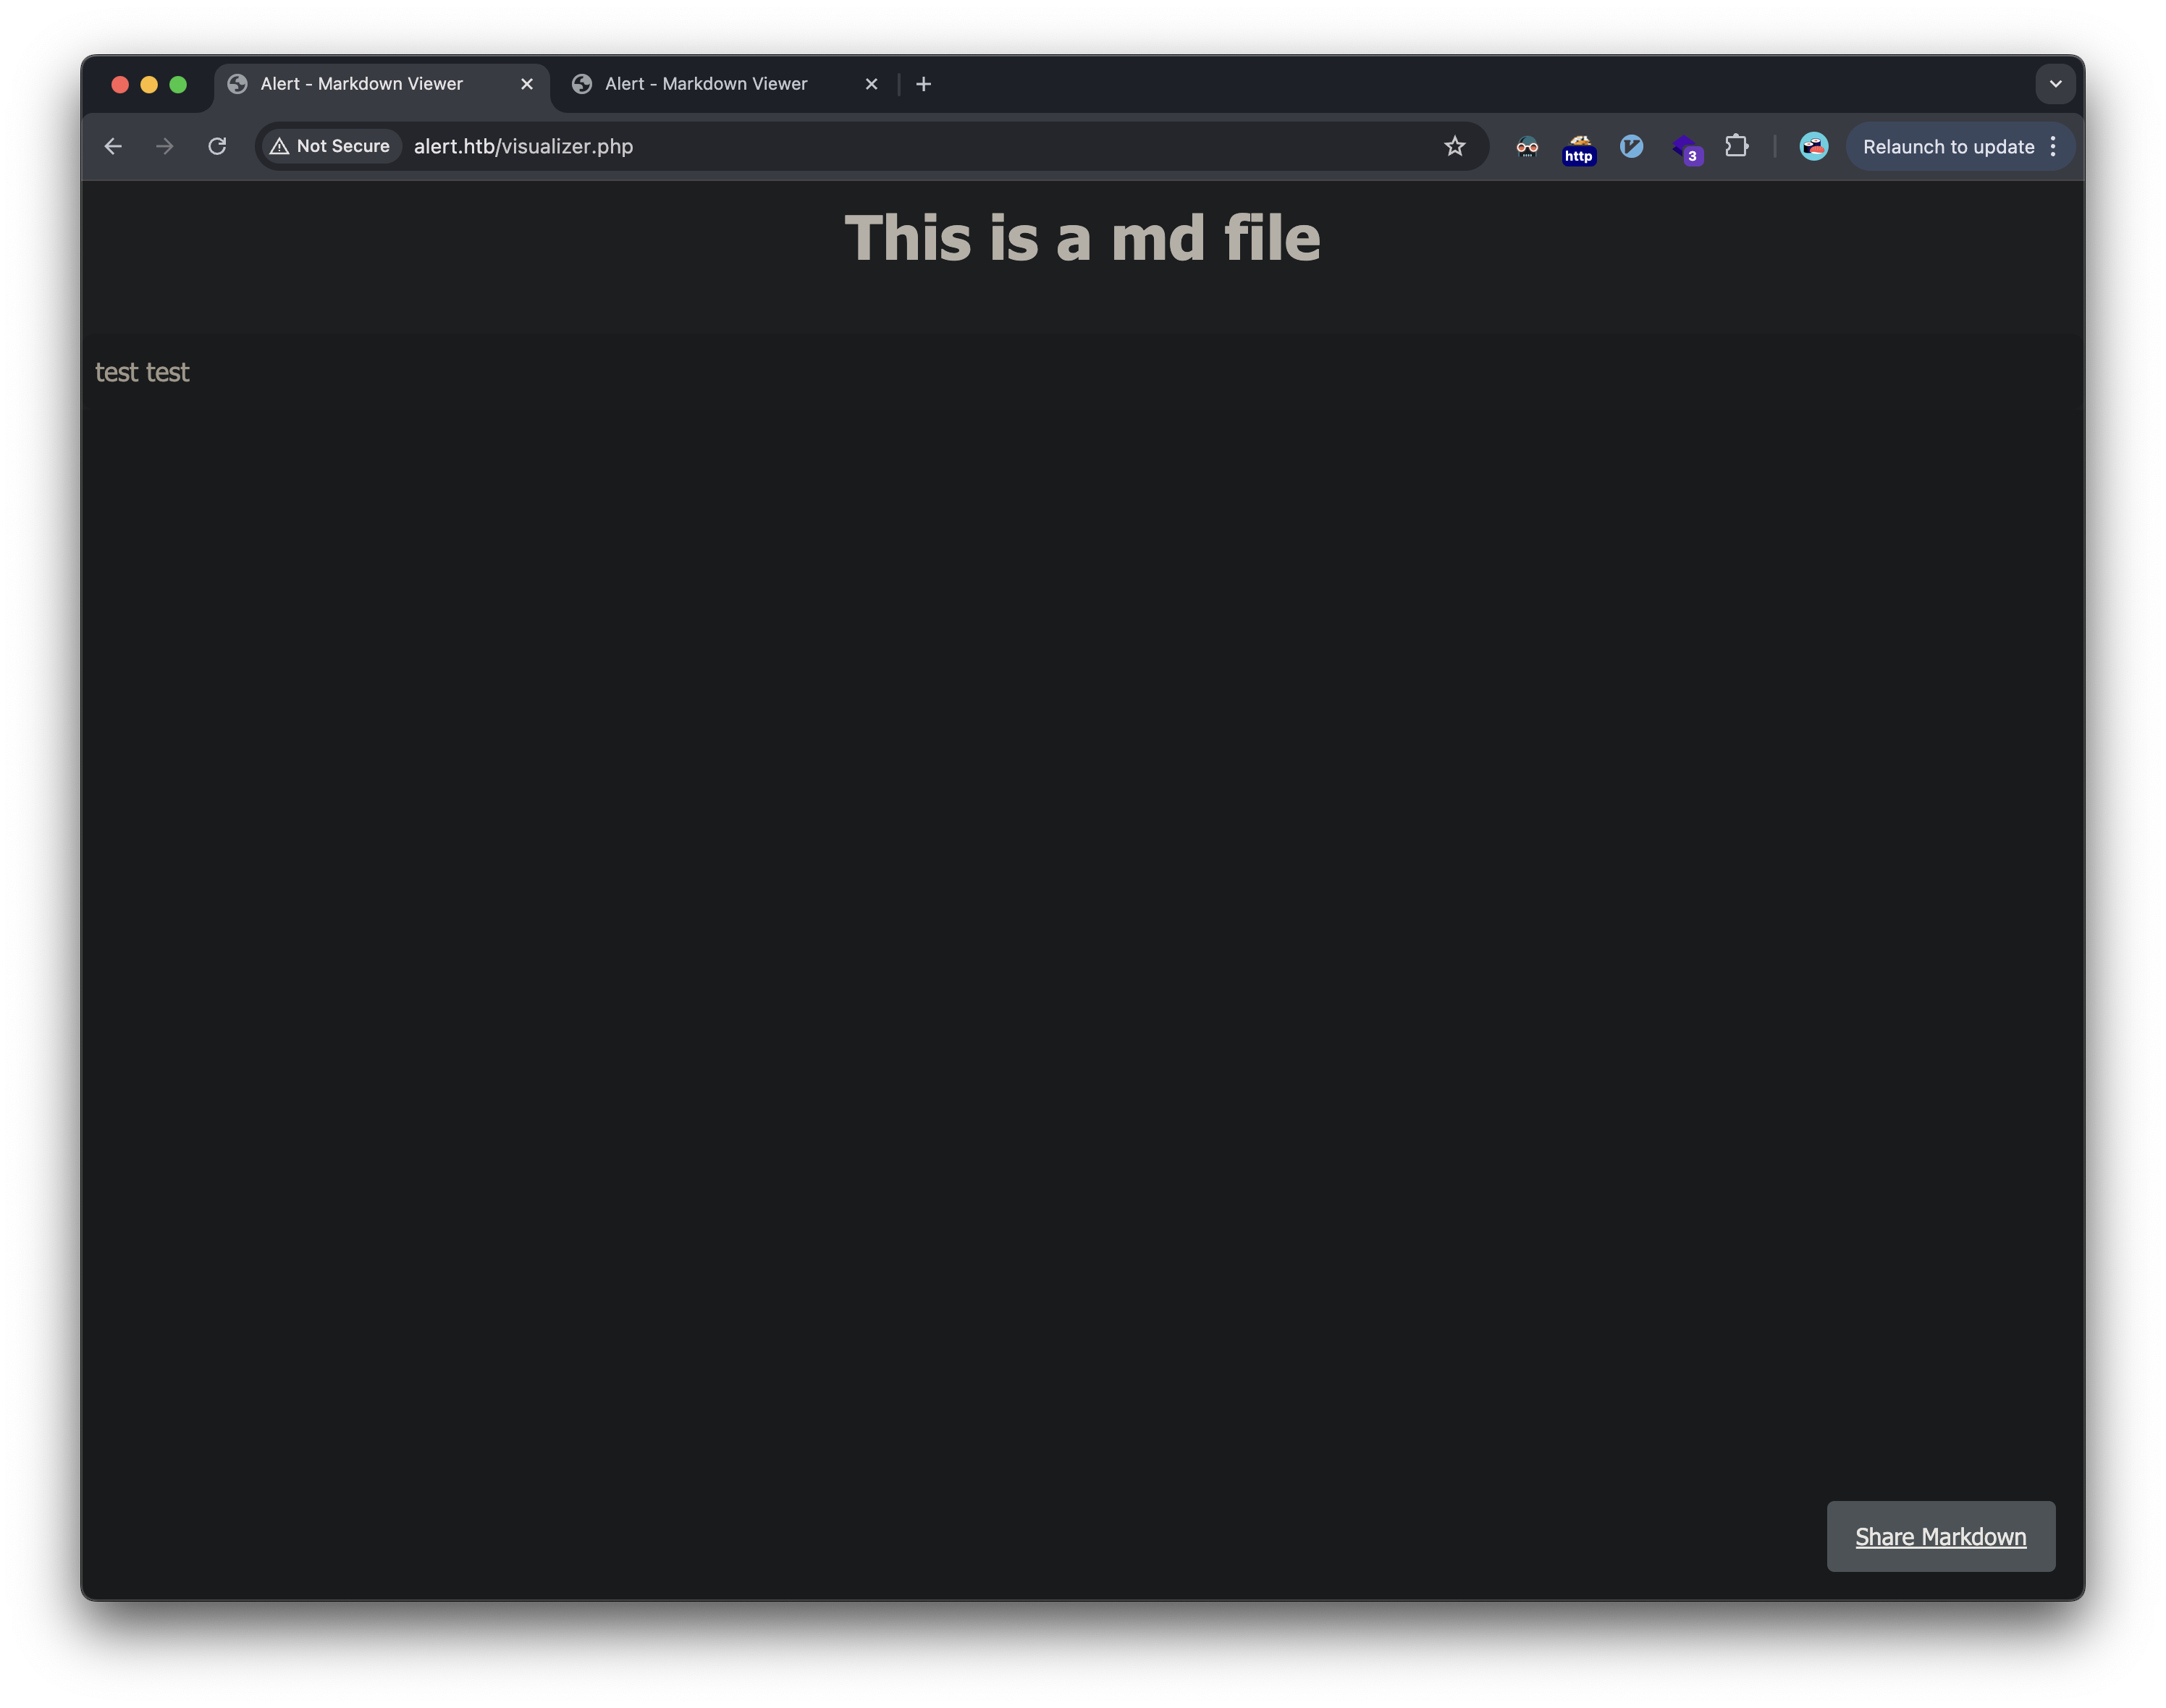 Alert - Markdown Viewer
Alert - Markdown Viewer
Not Secure
alert.htb/visualizer.php
http
3
Relaunch to update
This is a md file
test test
Share Markdown